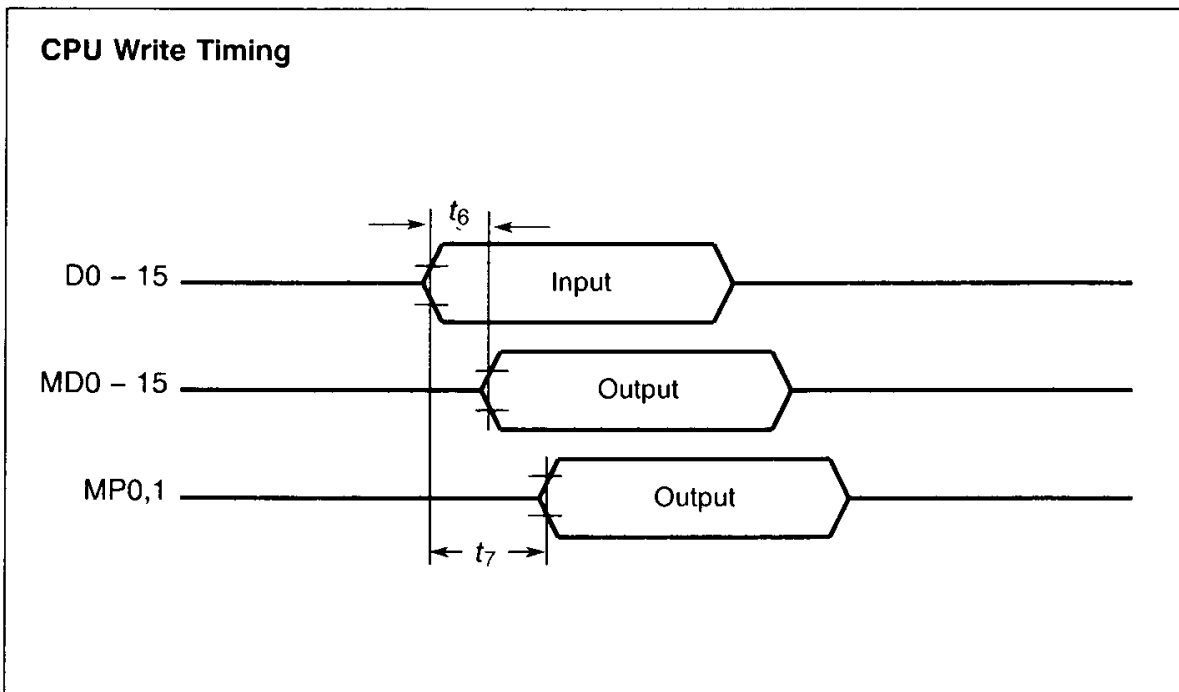 CPU Write Timing
t6
D0 – 15 Input
MD0 – 15 Output
MP0,1 Output
t7